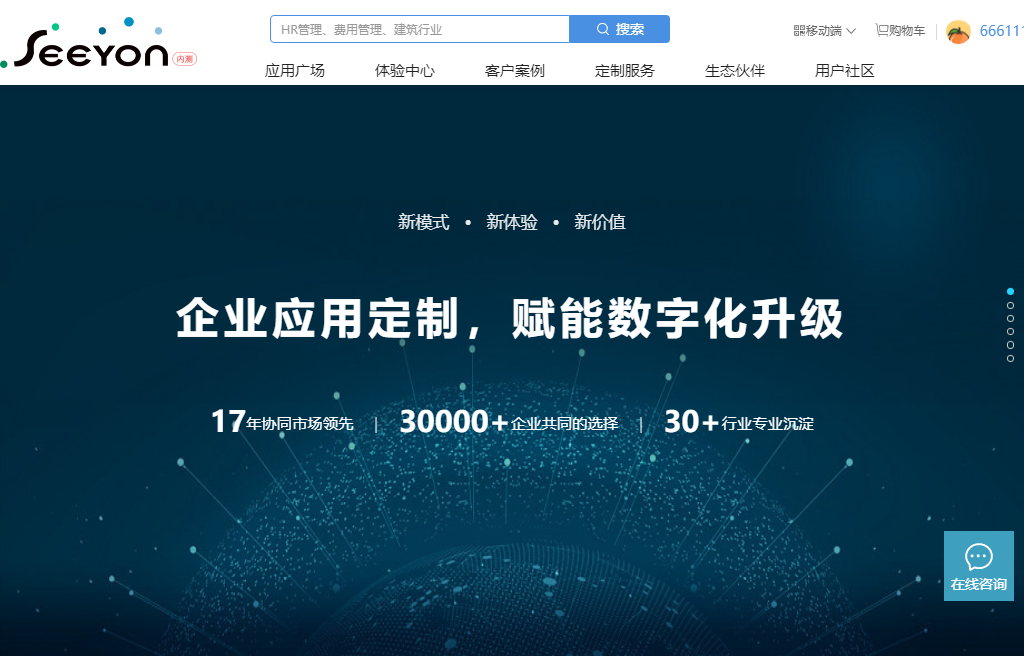 SEEYON 内测
HR管理、费用管理、建筑行业
搜索
移动端
购物车
66611
应用广场 体验中心 客户案例 定制服务 生态伙伴 用户社区
新模式 • 新体验 • 新价值
企业应用定制，赋能数字化升级
17年协同市场领先 | 30000+企业共同的选择 | 30+行业专业沉淀
在线咨询